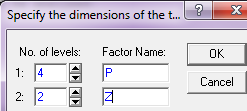 Specify the dimensions of the t...
No. of levels: Factor Name:
1: 4 P
2: 2 Z
OK
Cancel